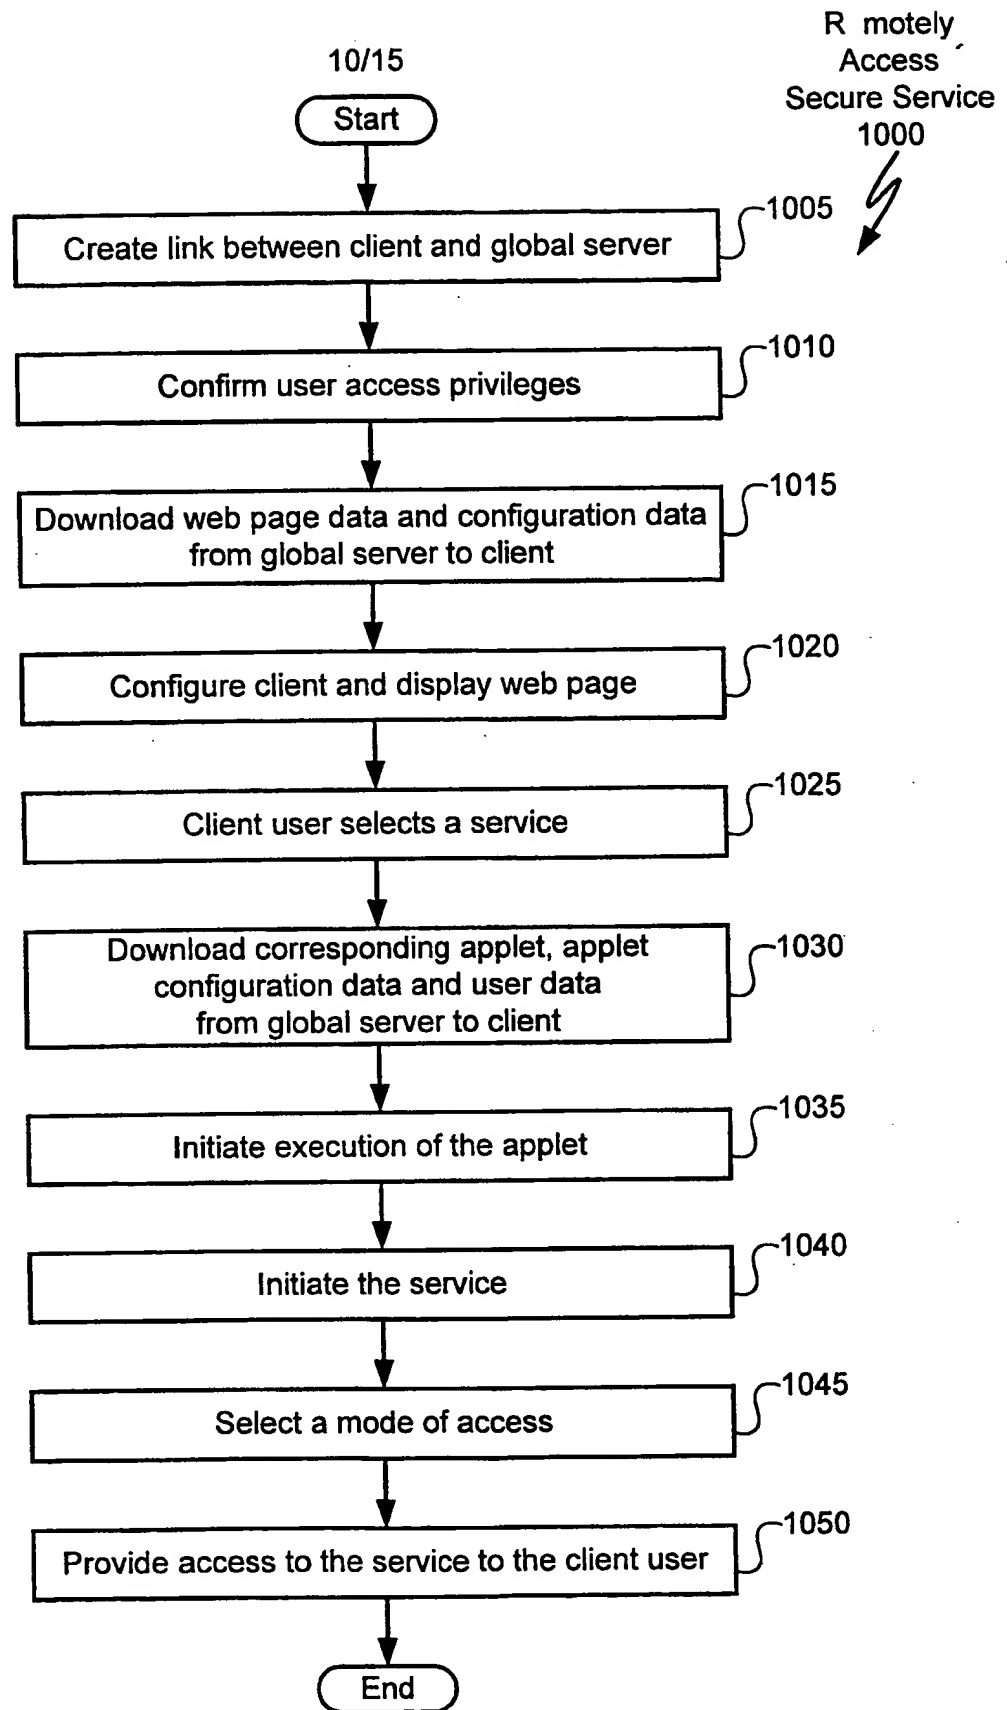 10/15
R motely
Access
Secure Service
1000
Start
Create link between client and global server
1005
Confirm user access privileges
1010
Download web page data and configuration data
from global server to client
1015
Configure client and display web page
1020
Client user selects a service
1025
Download corresponding applet, applet
configuration data and user data
from global server to client
1030
Initiate execution of the applet
1035
Initiate the service
1040
Select a mode of access
1045
Provide access to the service to the client user
1050
End